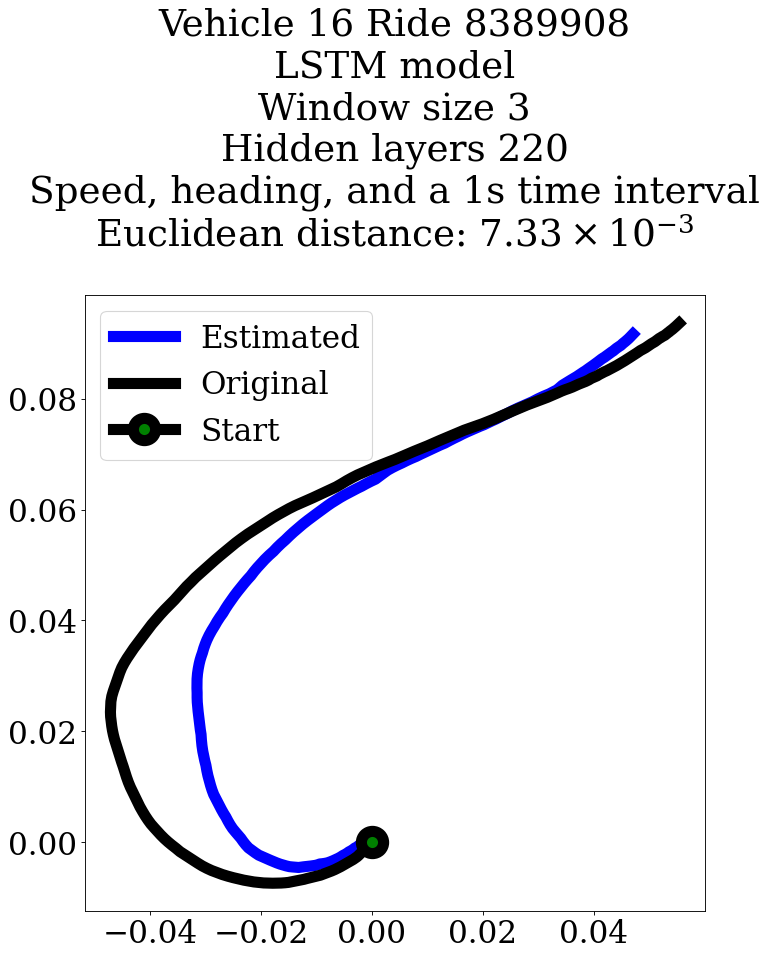 Vehicle 16 Ride 8389908
LSTM model
Window size 3
Hidden layers 220
Speed, heading, and a 1s time interval
Euclidean distance: 7.33 × 10⁻³
Estimated
Original
Start
0.08
0.06
0.04
0.02
0.00
−0.04 −0.02 0.00 0.02 0.04